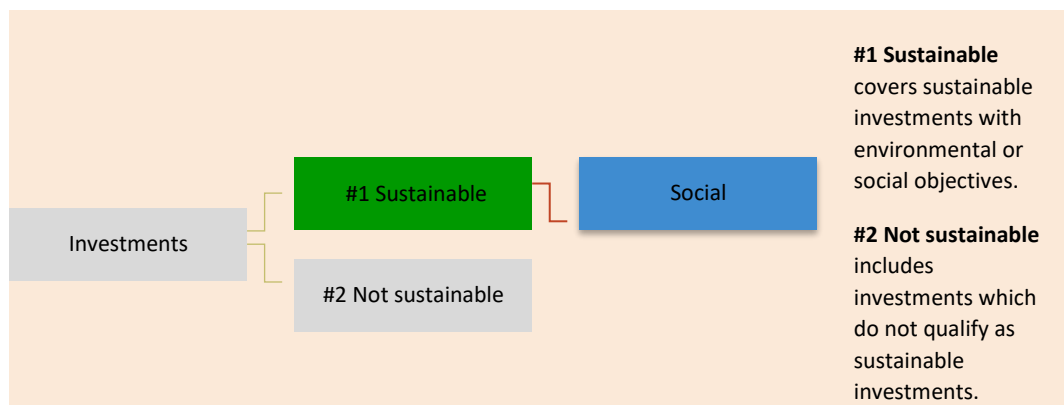 Investments
#1 Sustainable
Social
#2 Not sustainable
#1 Sustainable
covers sustainable
investments with
environmental or
social objectives.
#2 Not sustainable
includes
investments which
do not qualify as
sustainable
investments.